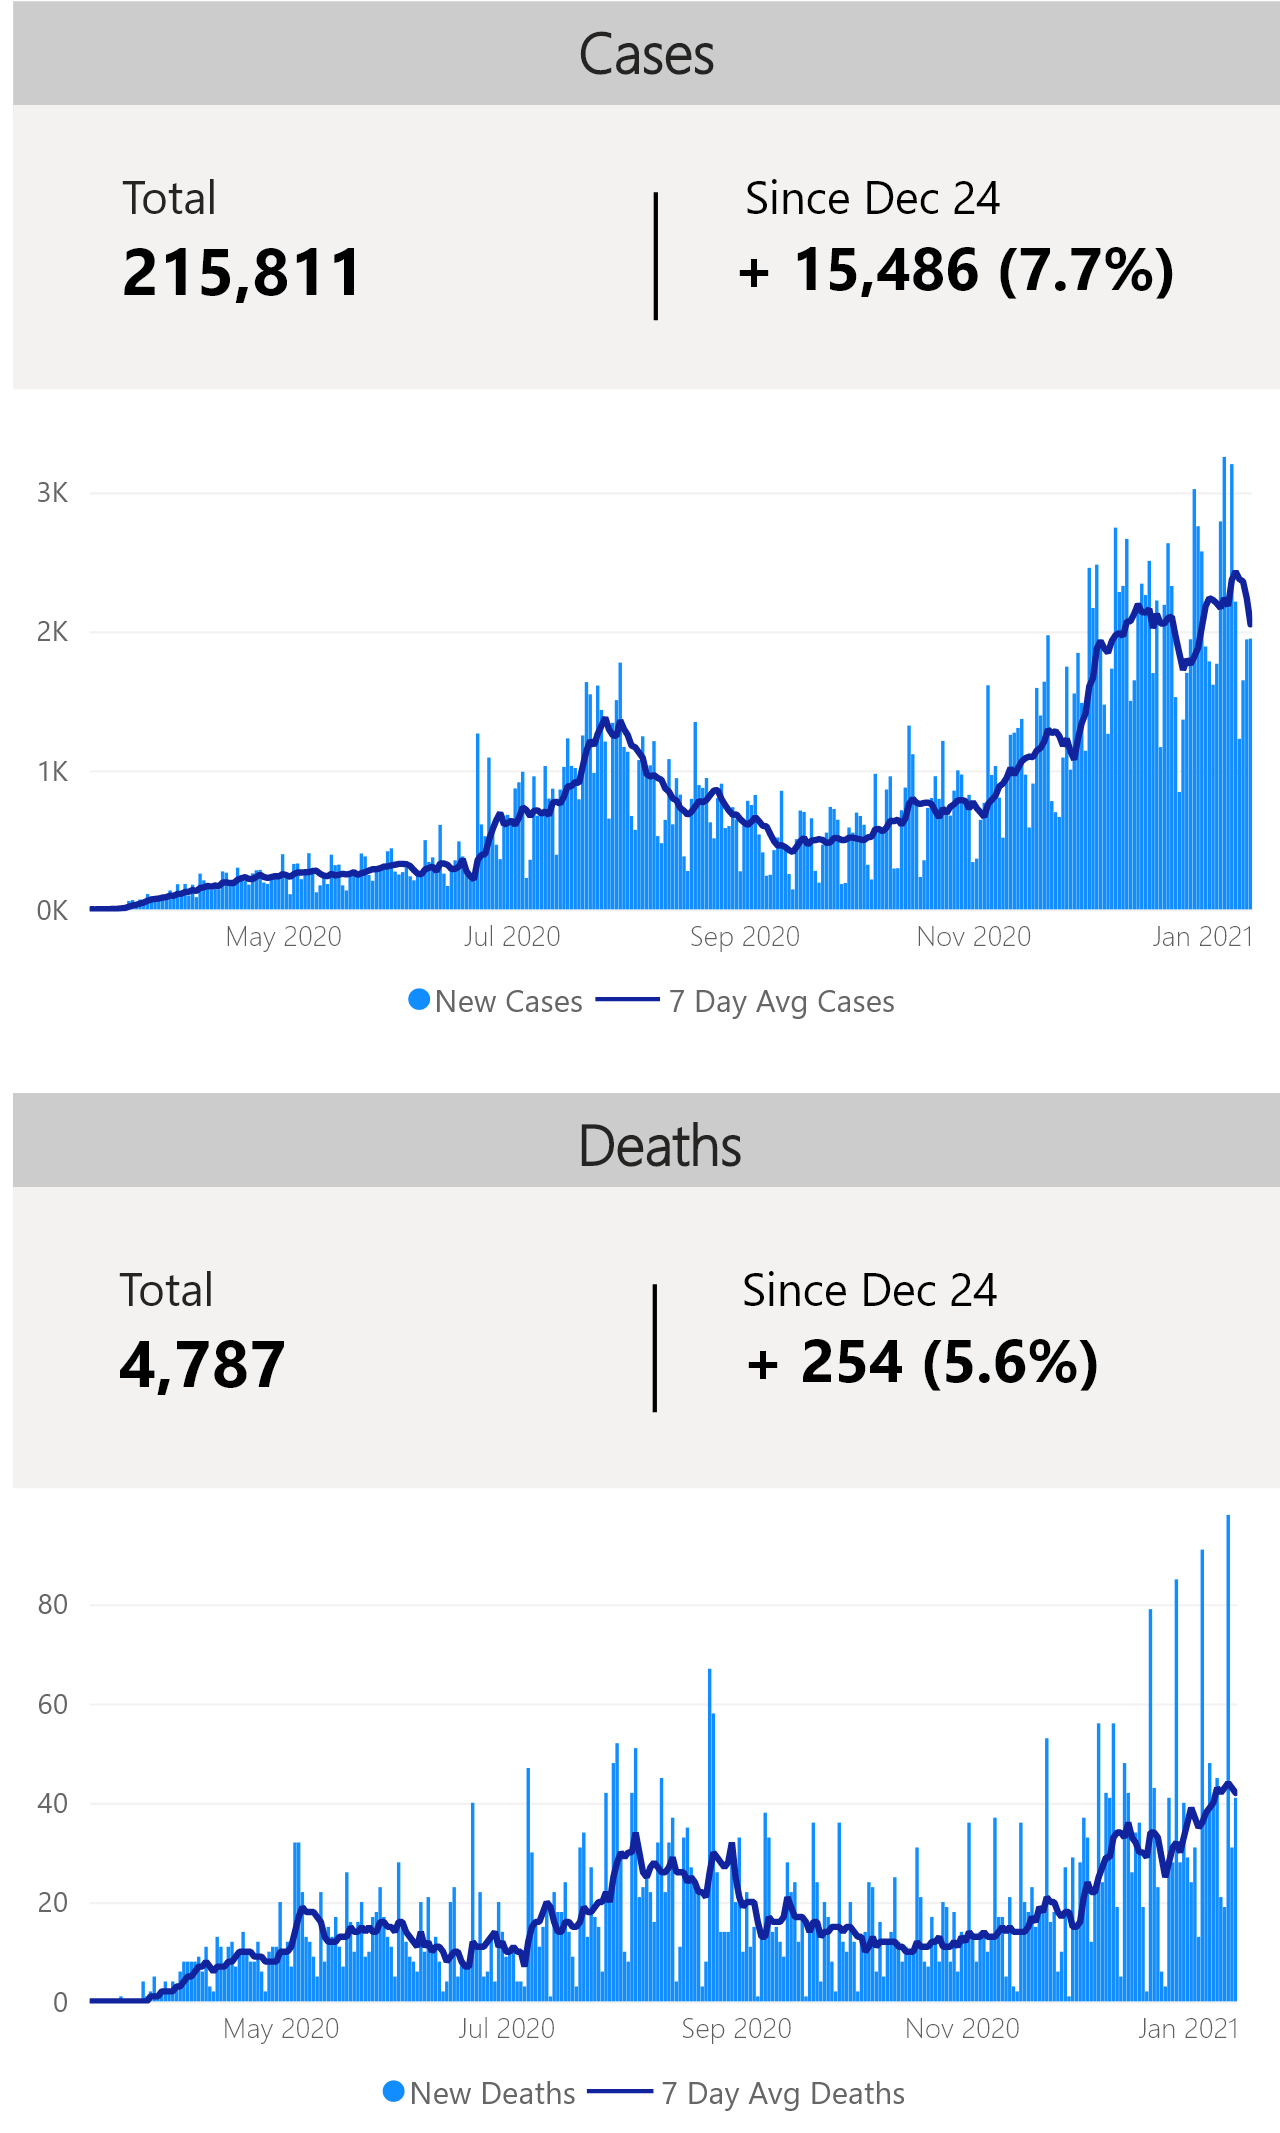 Cases
Total
215,811
Since Dec 24
+ 15,486 (7.7%)
3K
2K
1K
0K
May 2020 Jul 2020 Sep 2020 Nov 2020 Jan 2021
New Cases 7 Day Avg Cases
Deaths
Total
4,787
Since Dec 24
+ 254 (5.6%)
80
60
40
20
0
May 2020 Jul 2020 Sep 2020 Nov 2020 Jan 2021
New Deaths 7 Day Avg Deaths